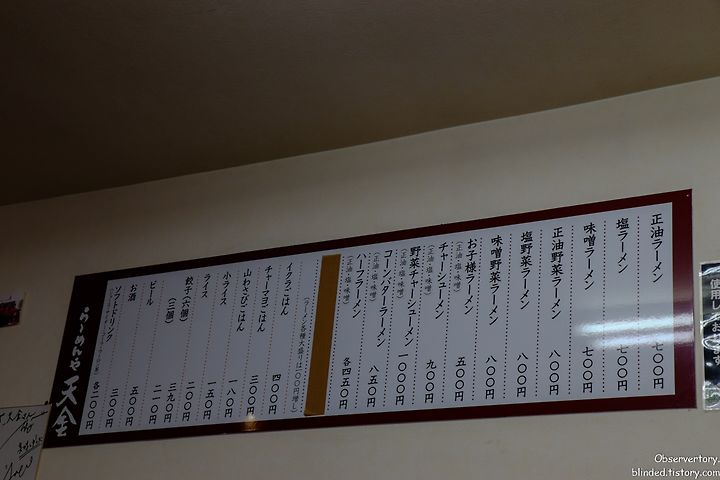 正油ラーメン 七〇〇円
塩ラーメン 七〇〇円
味噌ラーメン 七〇〇円
正油野菜ラーメン 八〇〇円
塩野菜ラーメン 八〇〇円
味噌野菜ラーメン 八〇〇円
お子様ラーメン (正油・塩・味噌) 五〇〇円
チャーシューメン (正油・塩・味噌) 九〇〇円
野菜チャーシューメン (正油・塩・味噌) 一〇〇〇円
コーンバターラーメン (正油・塩・味噌) 八五〇円
ハーフラーメン (正油・塩・味噌) 各四五〇円
(ラーメン各種大盛りは一〇〇円増)
イクラごはん 四〇〇円
チャーマヨごはん 三〇〇円
山わさびごはん 二〇〇円
小ライス 一〇〇円
ライス 一五〇円
餃子(六個) 三九〇円
(三個) 二一〇円
ビール 五〇〇円
お酒 三〇〇円
ソフトドリンク 各二〇〇円
らーめんや 天金
Observertory.
blinded.tistory.com